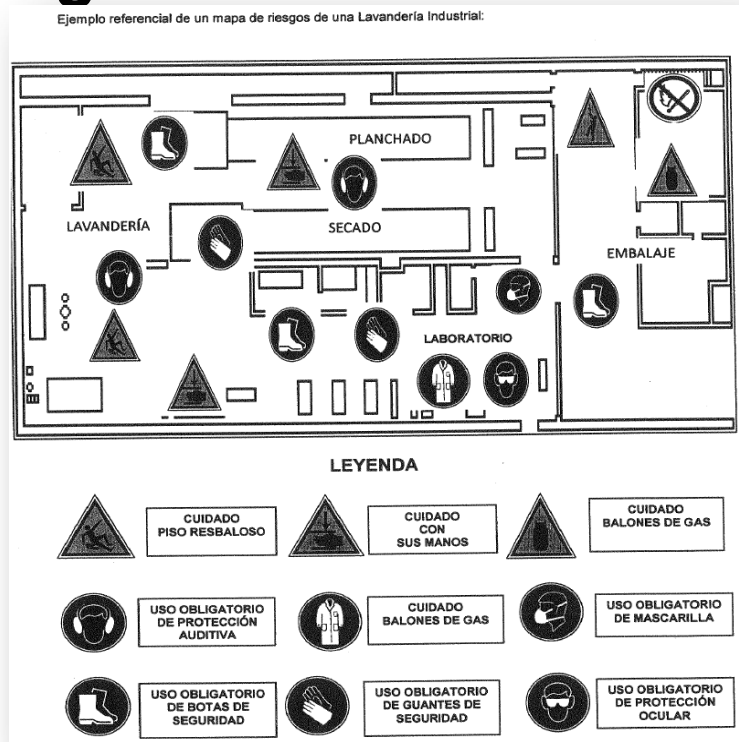 Ejemplo referencial de un mapa de riesgos de una Lavandería Industrial:
PLANCHADO
LAVANDERÍA
SECADO
EMBALAJE
LABORATORIO
LEYENDA
CUIDADO
PISO RESBALOSO
CUIDADO
CON
SUS MANOS
CUIDADO
BALONES DE GAS
USO OBLIGATORIO
DE PROTECCIÓN
AUDITIVA
CUIDADO
BALONES DE GAS
USO OBLIGATORIO
DE MASCARILLA
USO OBLIGATORIO
DE BOTAS DE
SEGURIDAD
USO OBLIGATORIO
DE GUANTES DE
SEGURIDAD
USO OBLIGATORIO
DE PROTECCIÓN
OCULAR